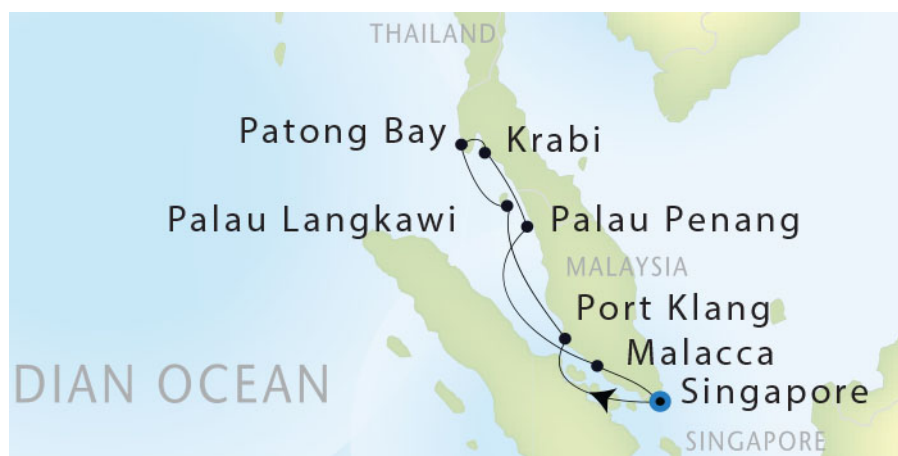 THAILAND
Patong Bay
Krabi
Palau Langkawi
Palau Penang
MALAYSIA
Port Klang
Malacca
DIAN OCEAN
Singapore
SINGAPORE